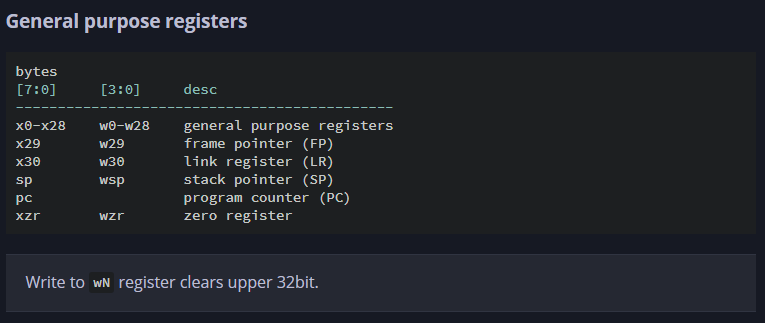 General purpose registers
bytes
[7:0] [3:0] desc
-----------------------------------------------
x0-x28 w0-w28 general purpose registers
x29 w29 frame pointer (FP)
x30 w30 link register (LR)
sp wsp stack pointer (SP)
pc program counter (PC)
xzr wzr zero register
Write to wN register clears upper 32bit.